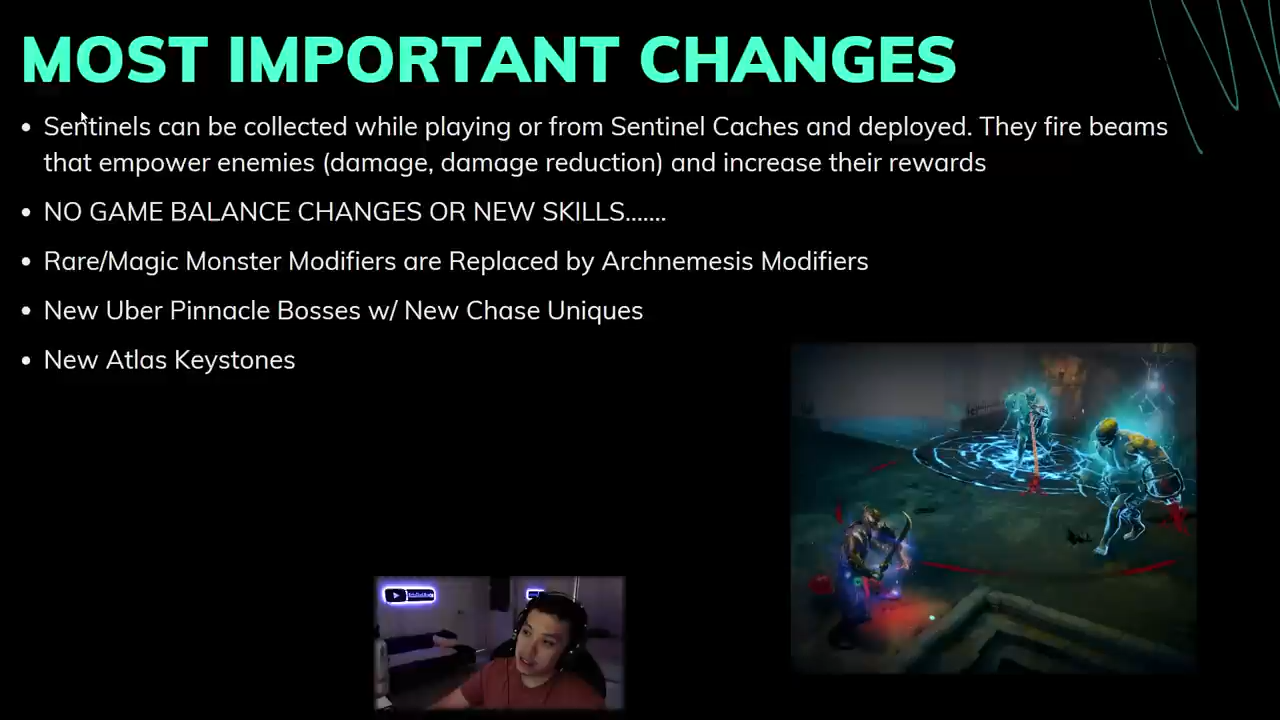 MOST IMPORTANT CHANGES
• Sentinels can be collected while playing or from Sentinel Caches and deployed. They fire beams
that empower enemies (damage, damage reduction) and increase their rewards
• NO GAME BALANCE CHANGES OR NEW SKILLS.......
• Rare/Magic Monster Modifiers are Replaced by Archnemesis Modifiers
• New Uber Pinnacle Bosses w/ New Chase Uniques
• New Atlas Keystones